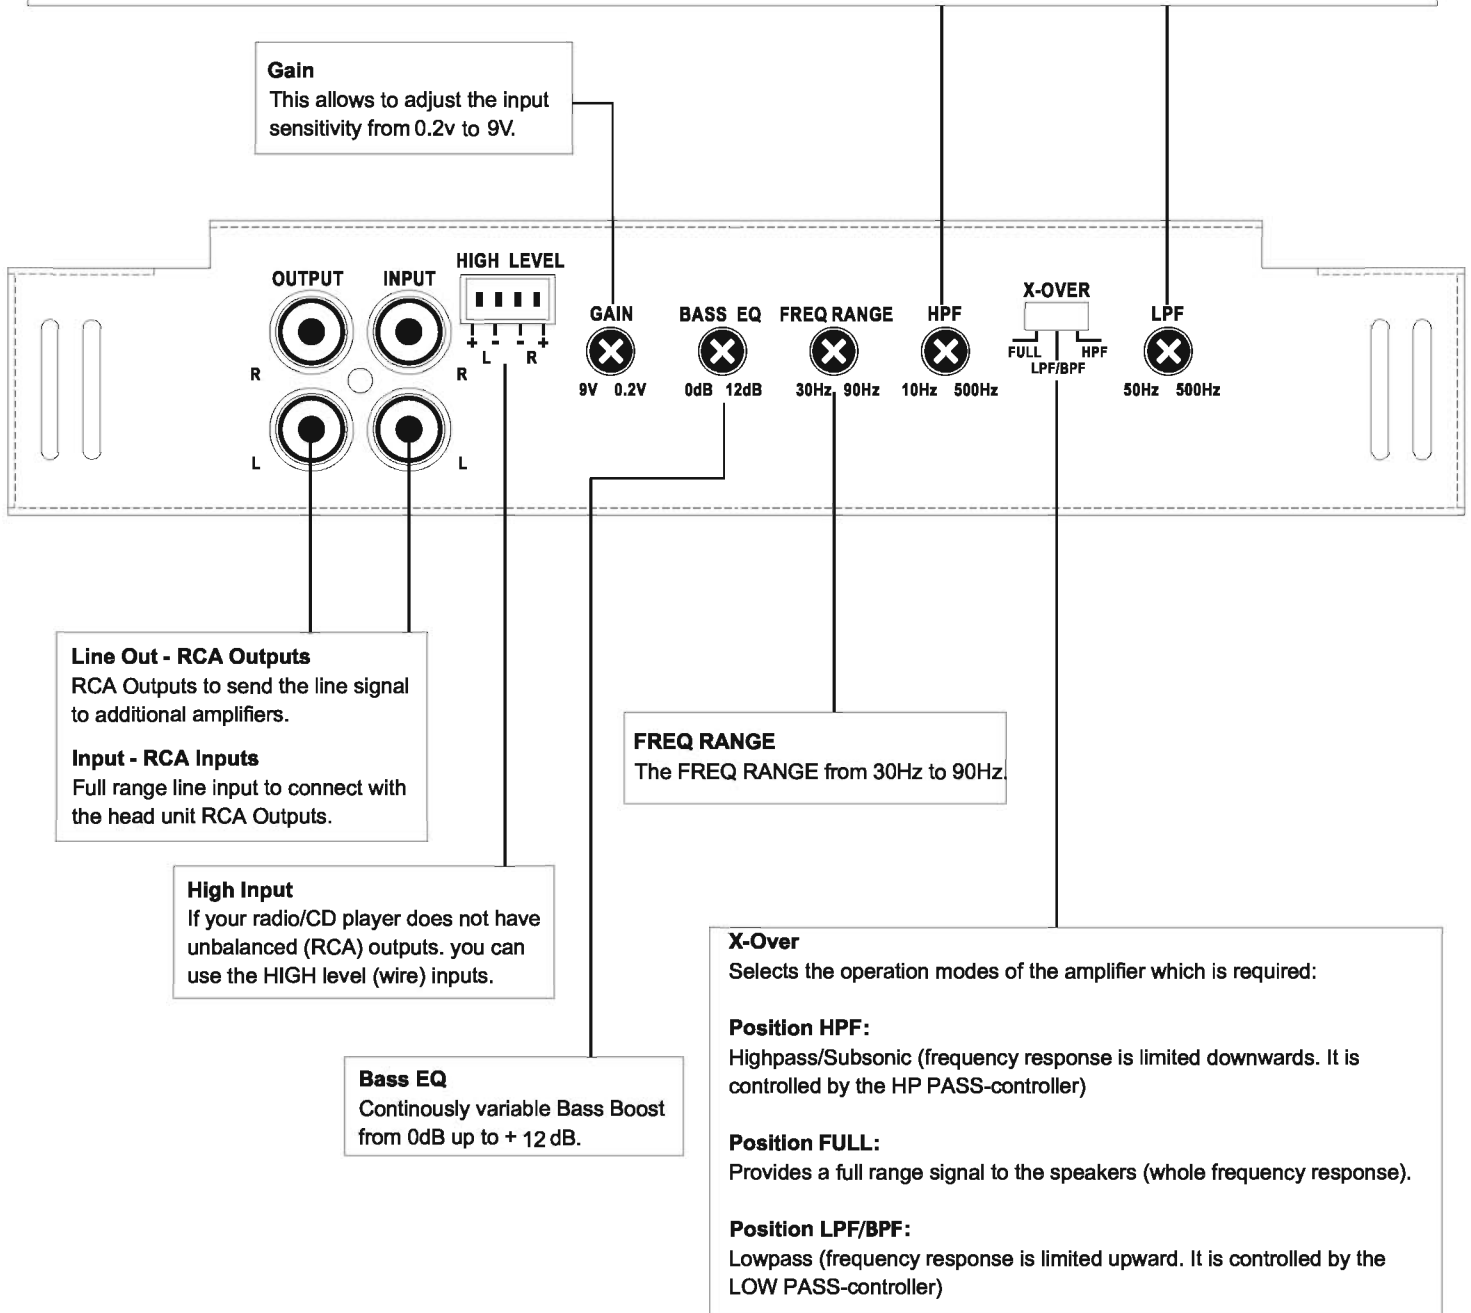 Gain
This allows to adjust the input
sensitivity from 0.2v to 9V.
HIGH LEVEL
OUTPUT INPUT
X-OVER
GAIN BASS EQ FREQ RANGE HPF LPF
+ - - +
L R
FULL HPF
LPF/BPF
R R
9V 0.2V 0dB 12dB 30Hz 90Hz 10Hz 500Hz 50Hz 500Hz
L L
Line Out - RCA Outputs
RCA Outputs to send the line signal
to additional amplifiers.
Input - RCA Inputs
Full range line input to connect with
the head unit RCA Outputs.
FREQ RANGE
The FREQ RANGE from 30Hz to 90Hz.
High Input
If your radio/CD player does not have
unbalanced (RCA) outputs. you can
use the HIGH level (wire) inputs.
Bass EQ
Continously variable Bass Boost
from 0dB up to + 12 dB.
X-Over
Selects the operation modes of the amplifier which is required:
Position HPF:
Highpass/Subsonic (frequency response is limited downwards. It is
controlled by the HP PASS-controller)
Position FULL:
Provides a full range signal to the speakers (whole frequency response).
Position LPF/BPF:
Lowpass (frequency response is limited upward. It is controlled by the
LOW PASS-controller)